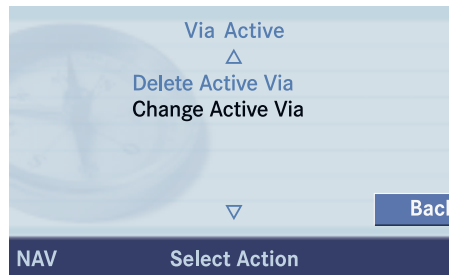 Via Active
Delete Active Via
Change Active Via
NAV Select Action